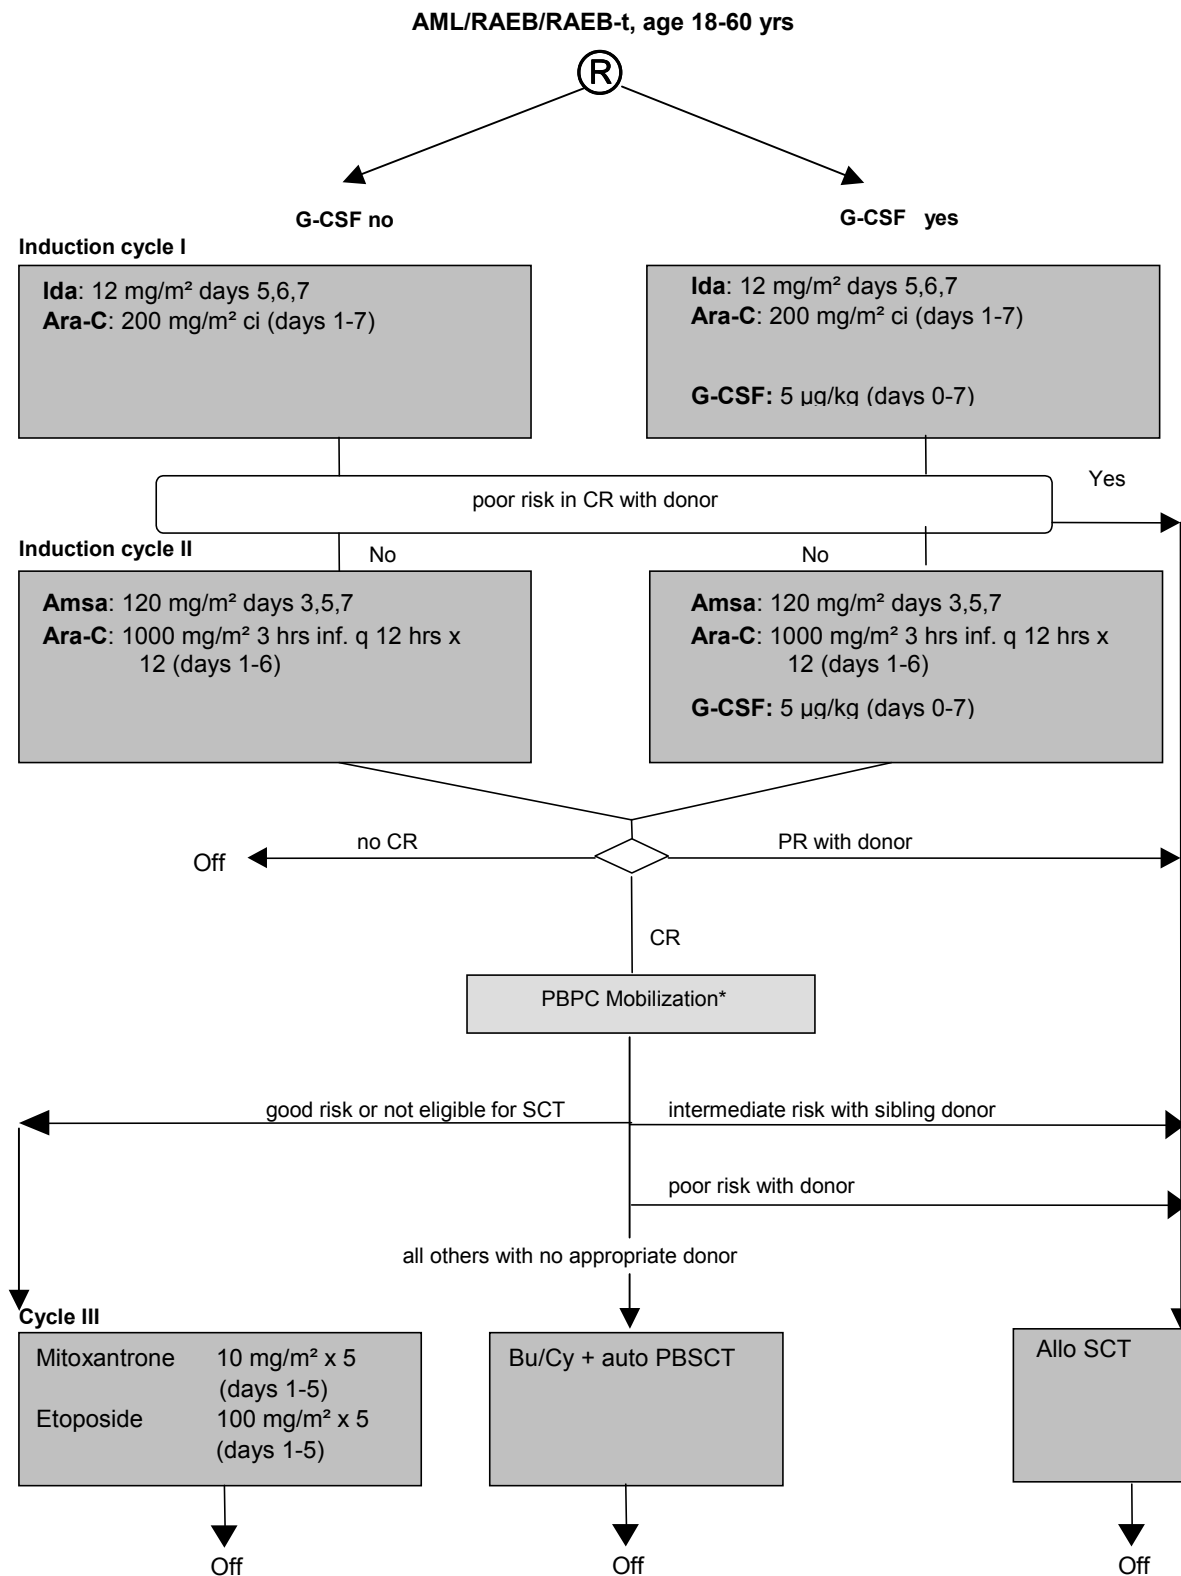 AML/RAEB/RAEB-t, age 18-60 yrs
R
G-CSF no
G-CSF yes
Induction cycle I
Ida: 12 mg/m² days 5,6,7
Ara-C: 200 mg/m² ci (days 1-7)
Ida: 12 mg/m² days 5,6,7
Ara-C: 200 mg/m² ci (days 1-7)
G-CSF: 5 µg/kg (days 0-7)
poor risk in CR with donor
Yes
Induction cycle II
No
No
Amsa: 120 mg/m² days 3,5,7
Ara-C: 1000 mg/m² 3 hrs inf. q 12 hrs x
12 (days 1-6)
Amsa: 120 mg/m² days 3,5,7
Ara-C: 1000 mg/m² 3 hrs inf. q 12 hrs x
12 (days 1-6)
G-CSF: 5 µg/kg (days 0-7)
Off
no CR
PR with donor
CR
PBPC Mobilization*
good risk or not eligible for SCT
intermediate risk with sibling donor
poor risk with donor
all others with no appropriate donor
Cycle III
Mitoxantrone 10 mg/m² x 5
(days 1-5)
Etoposide 100 mg/m² x 5
(days 1-5)
Bu/Cy + auto PBSCT
Allo SCT
Off
Off
Off